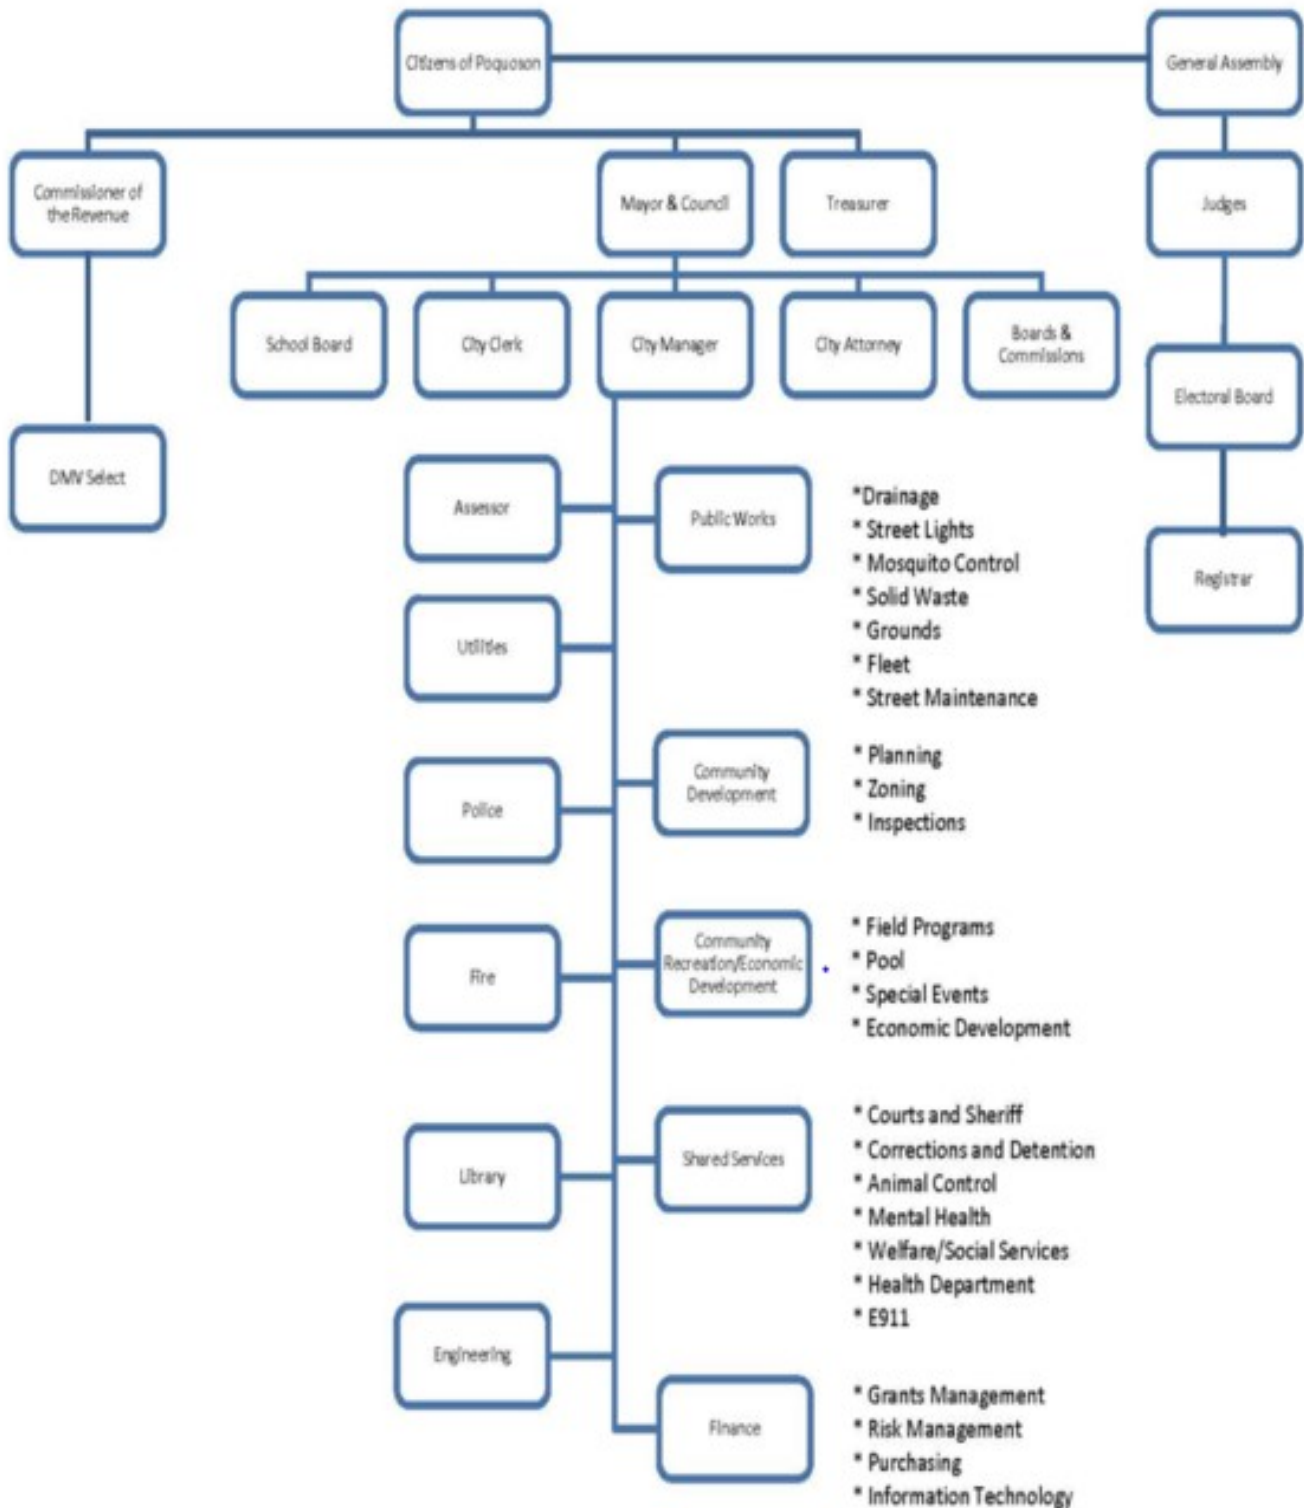 Citizens of Poquoson
General Assembly
Commissioner of
the Revenue
Mayor & Council
Treasurer
Judges
School Board
City Clerk
City Manager
City Attorney
Boards &
Commissions
Electoral Board
DMV Select
Registrar
Assessor
Public Works
*Drainage
* Street Lights
* Mosquito Control
* Solid Waste
* Grounds
* Fleet
* Street Maintenance
Utilities
Police
Community
Development
* Planning
* Zoning
* Inspections
Fire
Community
Recreation/Economic
Development
* Field Programs
* Pool
* Special Events
* Economic Development
Library
Shared Services
* Courts and Sheriff
* Corrections and Detention
* Animal Control
* Mental Health
* Welfare/Social Services
* Health Department
* E911
Engineering
Finance
* Grants Management
* Risk Management
* Purchasing
* Information Technology